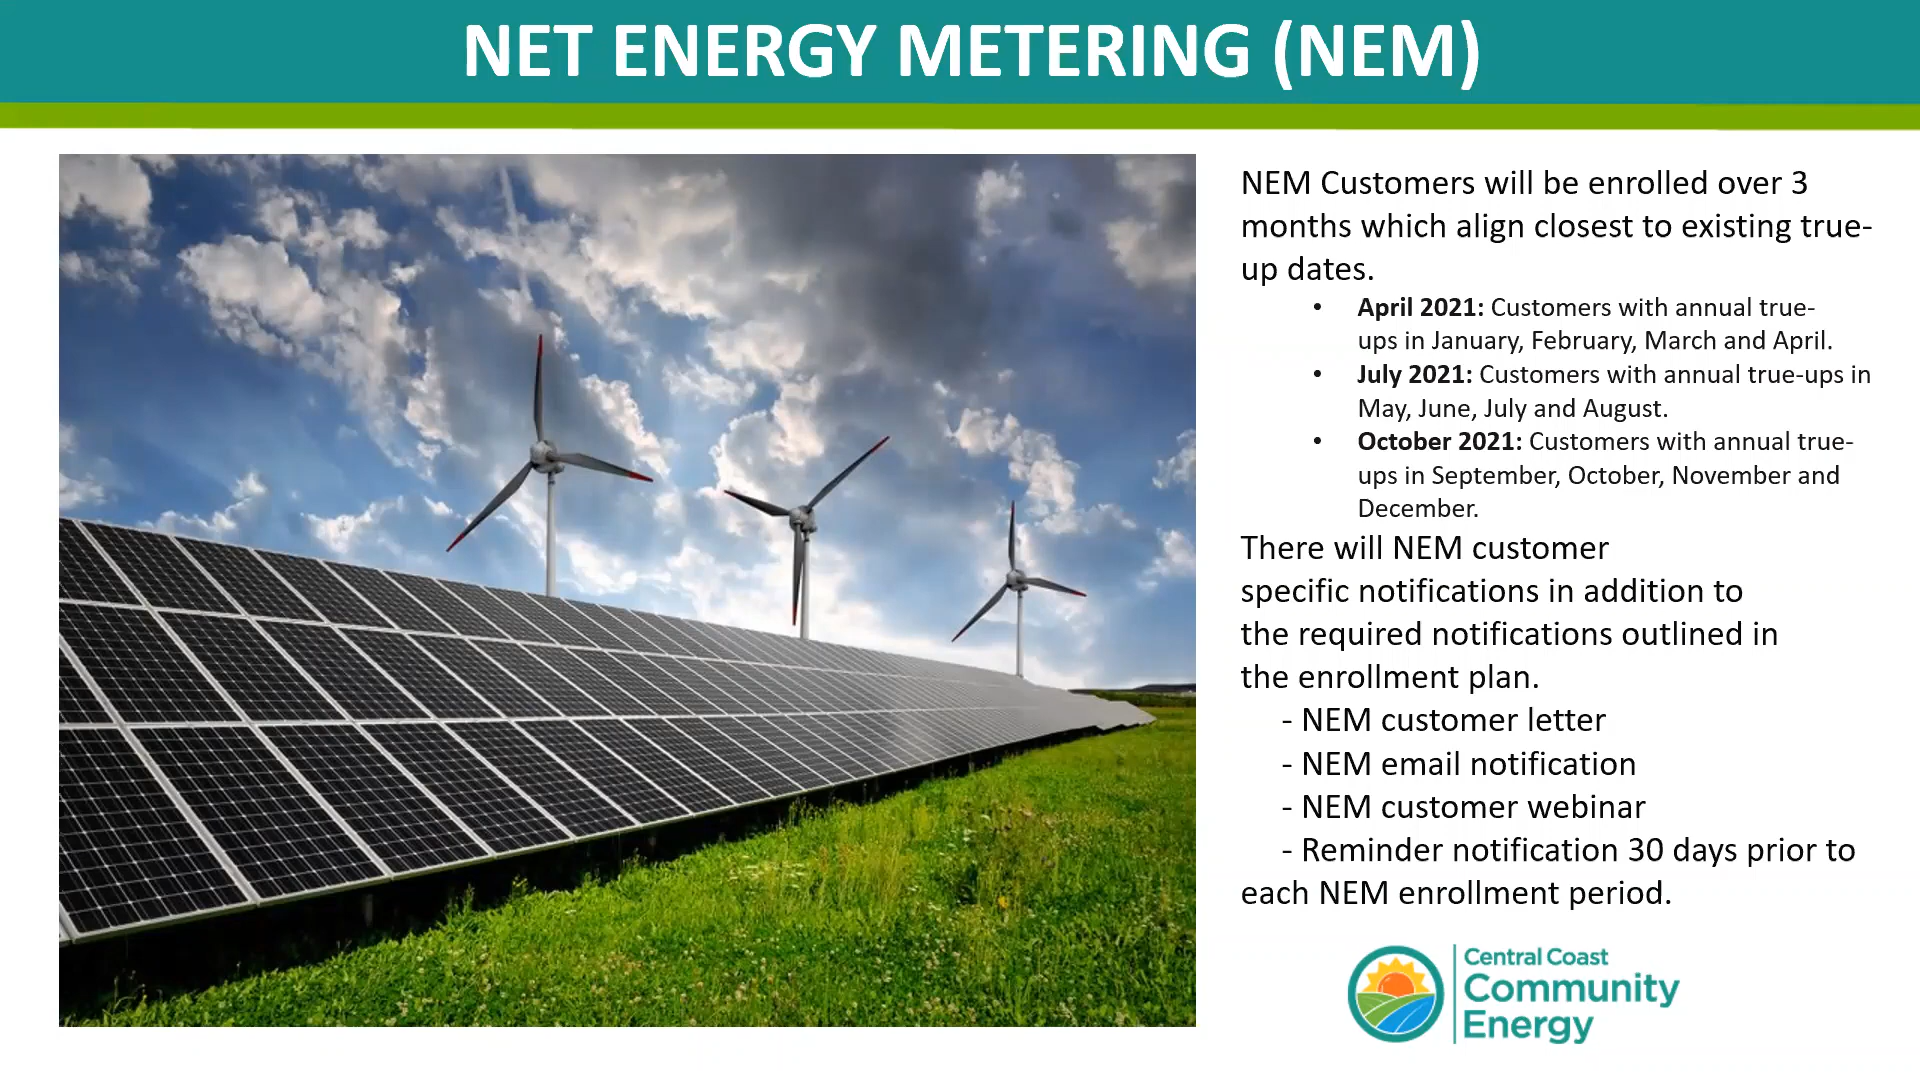 NET ENERGY METERING (NEM)
NEM Customers will be enrolled over 3
months which align closest to existing true-
up dates.
• April 2021: Customers with annual true-
ups in January, February, March and April.
• July 2021: Customers with annual true-ups in
May, June, July and August.
• October 2021: Customers with annual true-
ups in September, October, November and
December.
There will NEM customer
specific notifications in addition to
the required notifications outlined in
the enrollment plan.
- NEM customer letter
- NEM email notification
- NEM customer webinar
- Reminder notification 30 days prior to
each NEM enrollment period.
Central Coast
Community
Energy